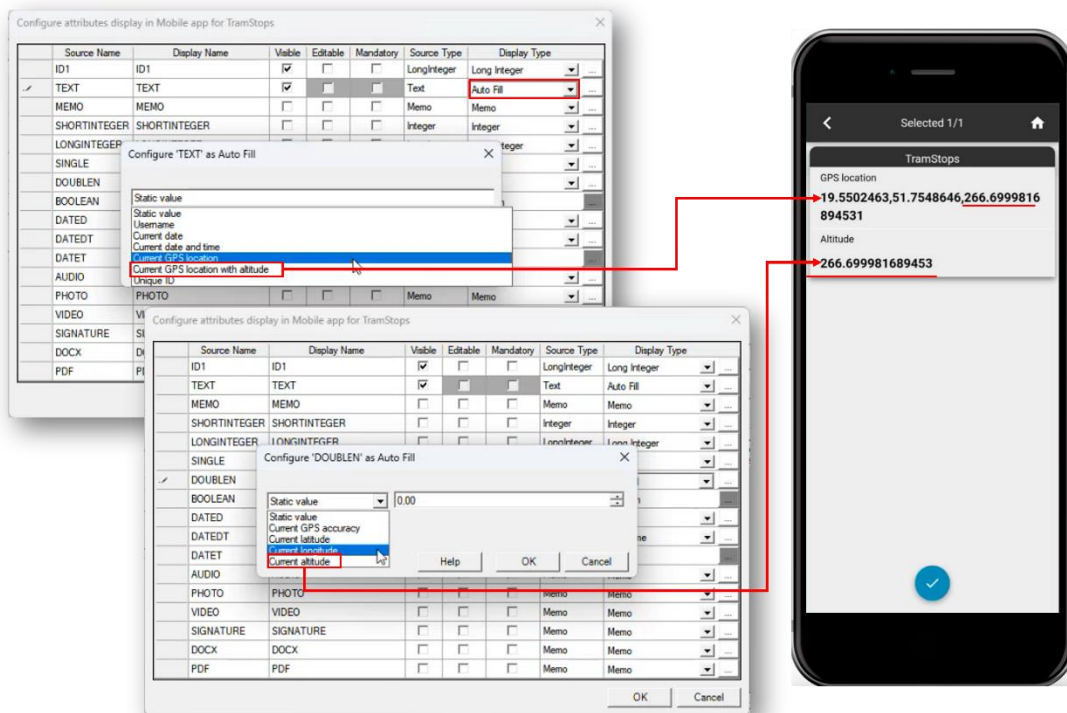 Configure attributes display in Mobile app for TramStops
Source Name Display Name Visible Editable Mandatory Source Type Display Type
ID1 ID1 LongInteger Long Integer ...
TEXT TEXT Text Auto Fill ...
MEMO MEMO Memo Memo ...
SHORTINTEGER SHORTINTEGER Integer Integer ...
LONGINTEGER
SINGLE
DOUBLEN
BOOLEAN
DATED
DATEDT
DATET
AUDIO
PHOTO PHOTO Memo Memo ...
VIDEO
SIGNATURE
DOCX
PDF
Configure 'TEXT' as Auto Fill
Static value
Static value
Username
Current date
Current date and time
Current GPS location
Current GPS location with altitude
Unique ID
Configure attributes display in Mobile app for TramStops
Source Name Display Name Visible Editable Mandatory Source Type Display Type
ID1 ID1 LongInteger Long Integer ...
TEXT TEXT Text Auto Fill ...
MEMO MEMO Memo Memo ...
SHORTINTEGER SHORTINTEGER Integer Integer ...
LONGINTEGER LONGINTEGER LongInteger Long Integer ...
SINGLE
DOUBLEN
BOOLEAN
DATED
DATEDT
DATET
AUDIO
PHOTO PHOTO Memo Memo ...
VIDEO VIDEO Memo Memo ...
SIGNATURE SIGNATURE Memo Memo ...
DOCX DOCX Memo Memo ...
PDF PDF Memo Memo ...
OK Cancel
Configure 'DOUBLEN' as Auto Fill
Static value 0.00
Static value
Current GPS accuracy
Current latitude
Current longitude
Current altitude
Help OK Cancel
Selected 1/1
TramStops
GPS location
19.5502463,51.7548646,266.6999816
894531
Altitude
266.699981689453